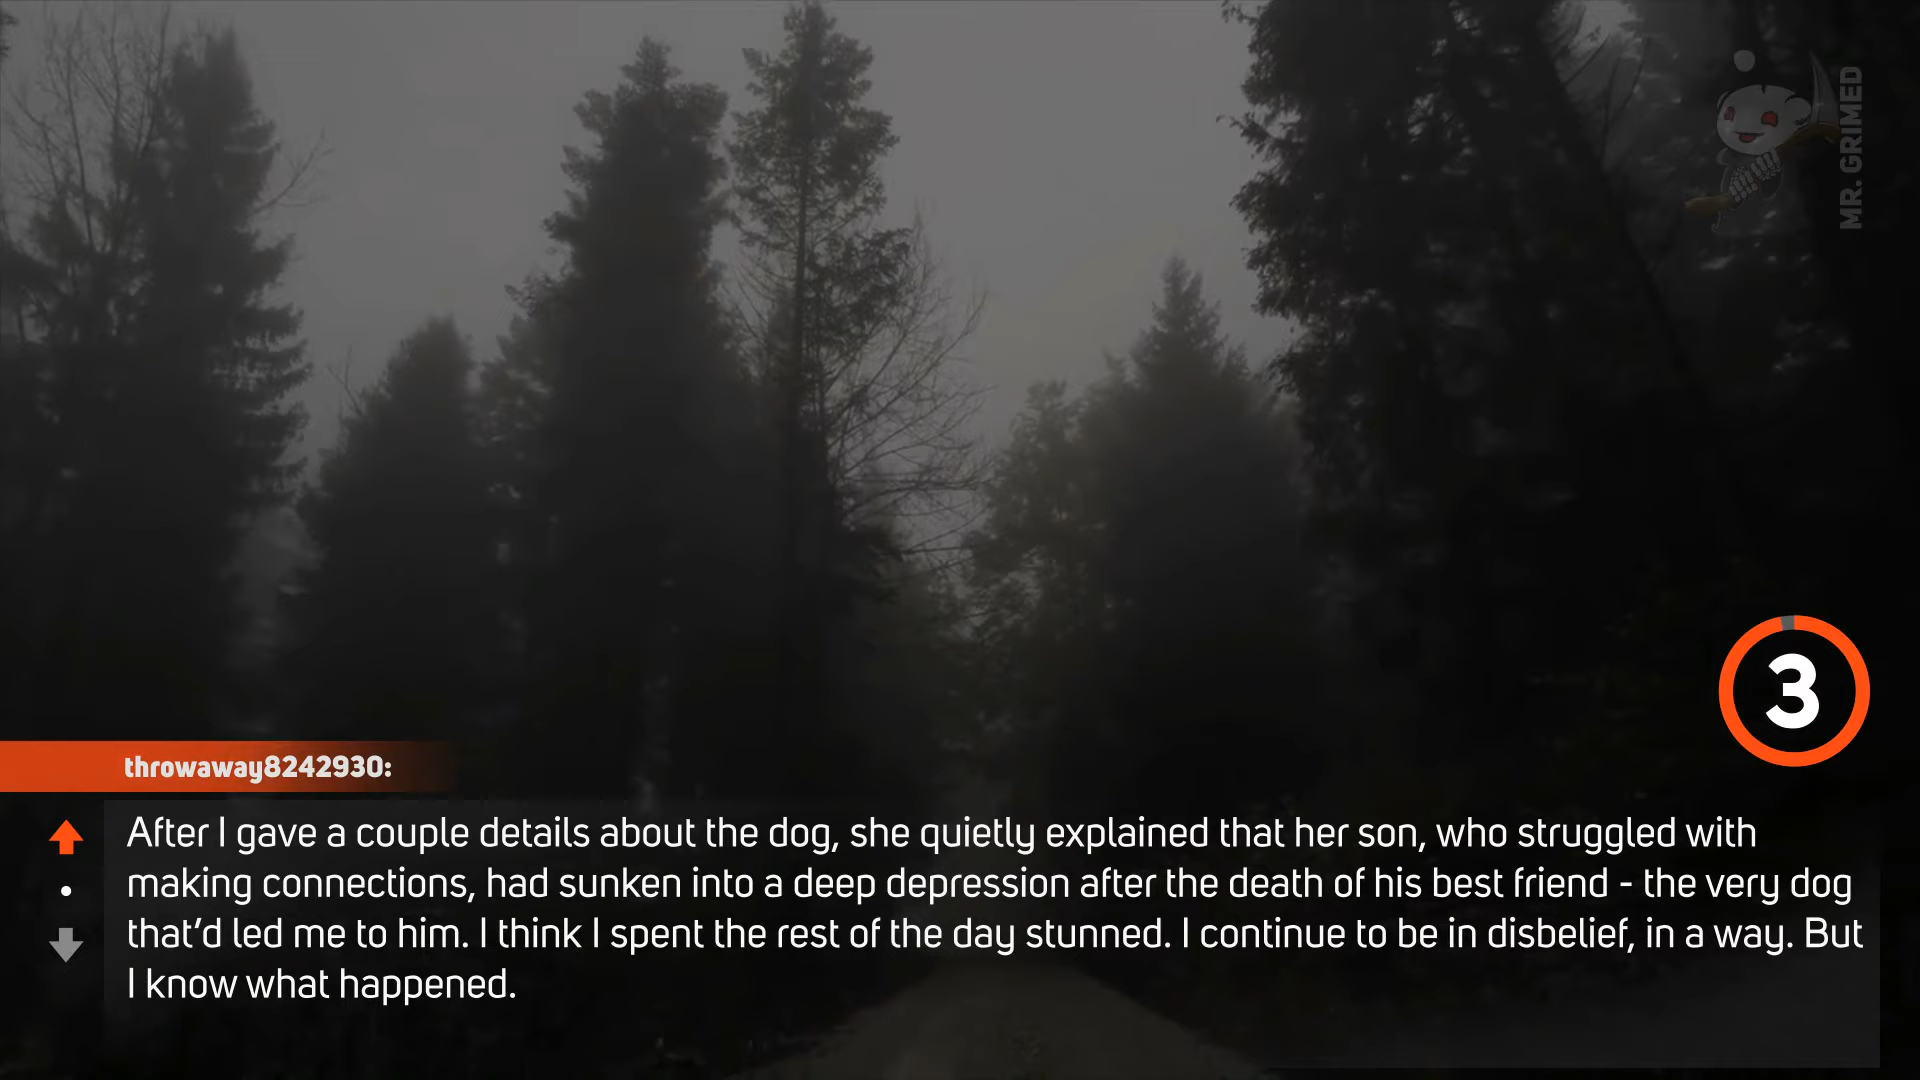 MR. GRIMED
3
throwaway8242930:
After I gave a couple details about the dog, she quietly explained that her son, who struggled with
making connections, had sunken into a deep depression after the death of his best friend - the very dog
that'd led me to him. I think I spent the rest of the day stunned. I continue to be in disbelief, in a way. But
I know what happened.